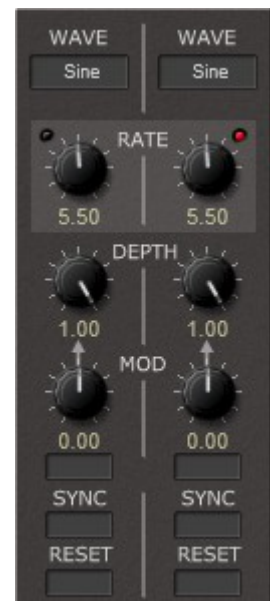 WAVE WAVE
Sine Sine
RATE
5.50 5.50
DEPTH
1.00 1.00
MOD
0.00 0.00
SYNC SYNC
RESET RESET